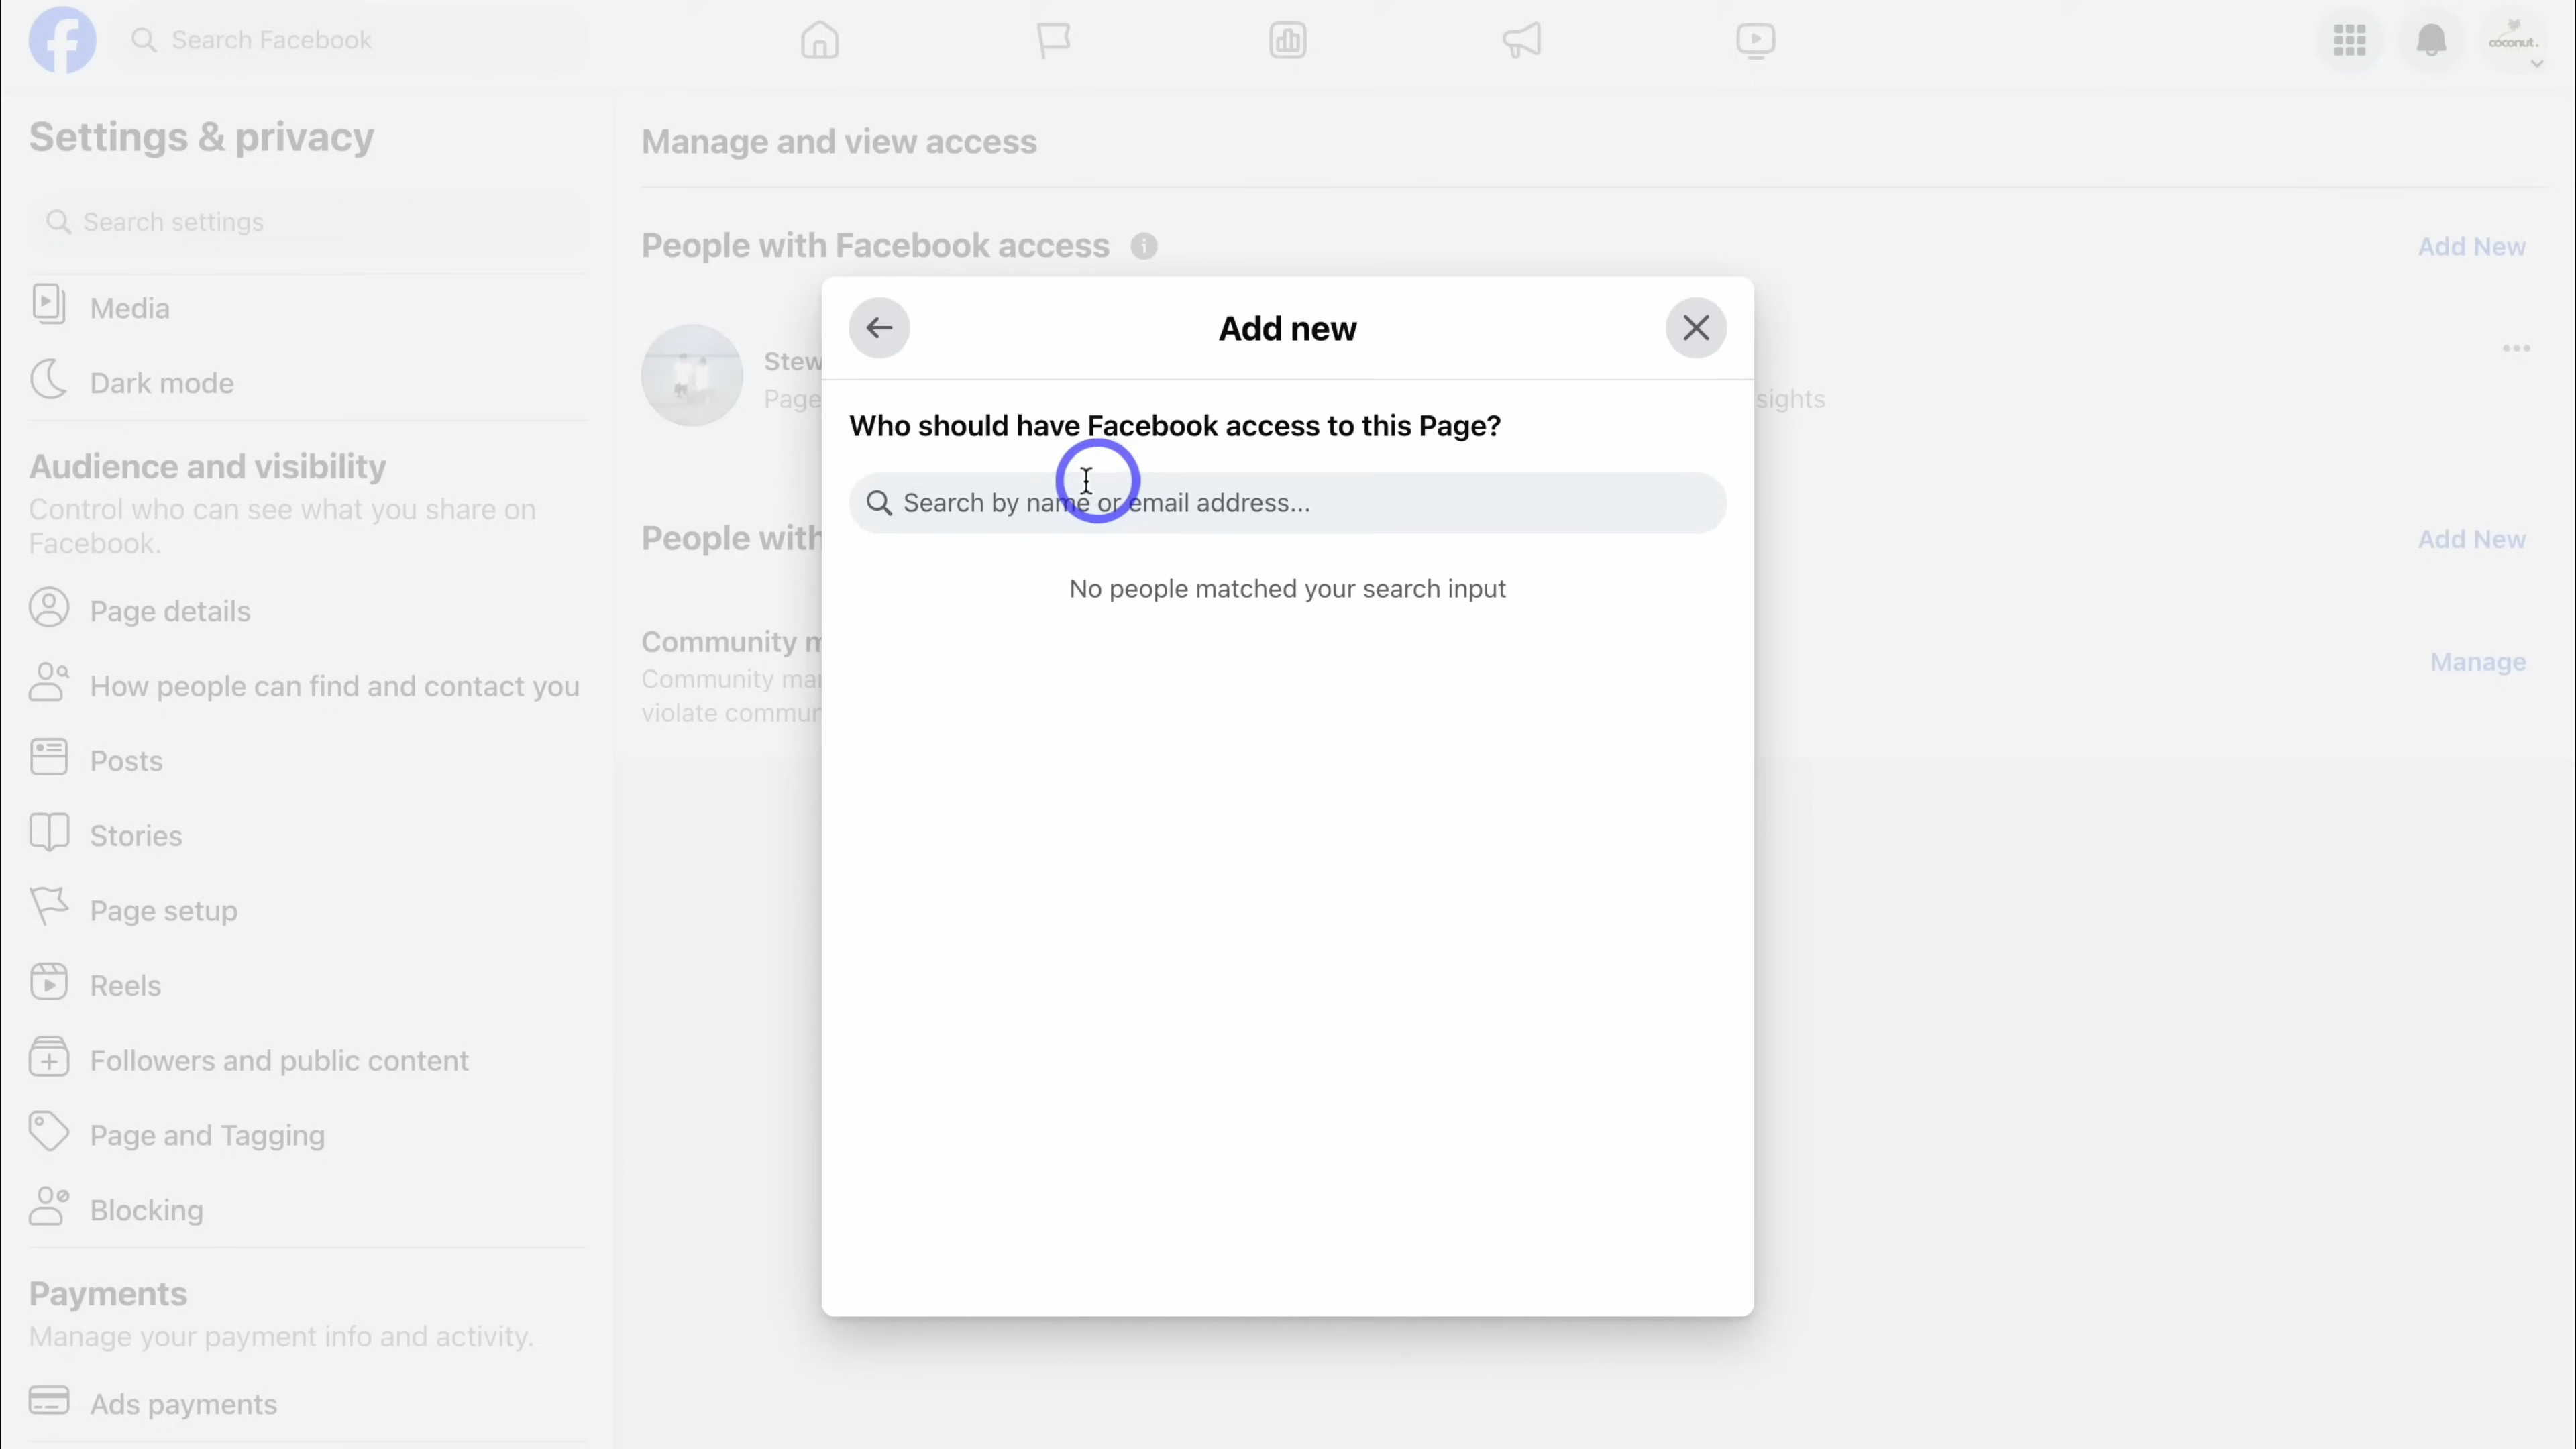 Search Facebook
coconut.
Settings & privacy
Search settings
Media
Dark mode
Audience and visibility
Control who can see what you share on
Facebook.
Page details
How people can find and contact you
Posts
Stories
Page setup
Reels
Followers and public content
Page and Tagging
Blocking
Payments
Manage your payment info and activity.
Ads payments
Manage and view access
People with Facebook access
Add New
Stew
Page
sights
People with
Add New
Community m
Manage
Community mar
violate commun
Add new
Who should have Facebook access to this Page?
Search by name or email address...
No people matched your search input